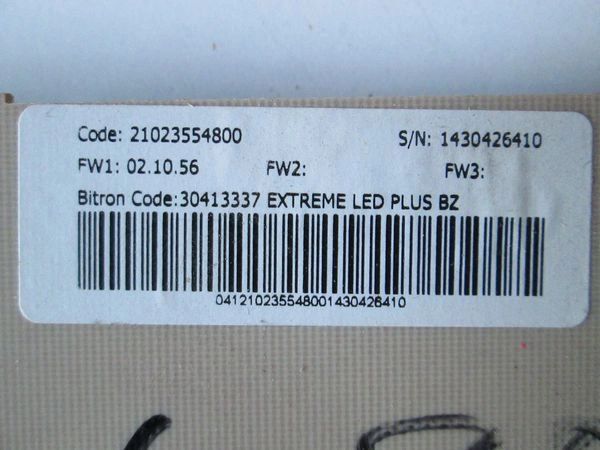 Code: 21023554800 S/N: 1430426410
FW1: 02.10.56 FW2: FW3:
Bitron Code:30413337 EXTREME LED PLUS BZ
041210235548001430426410